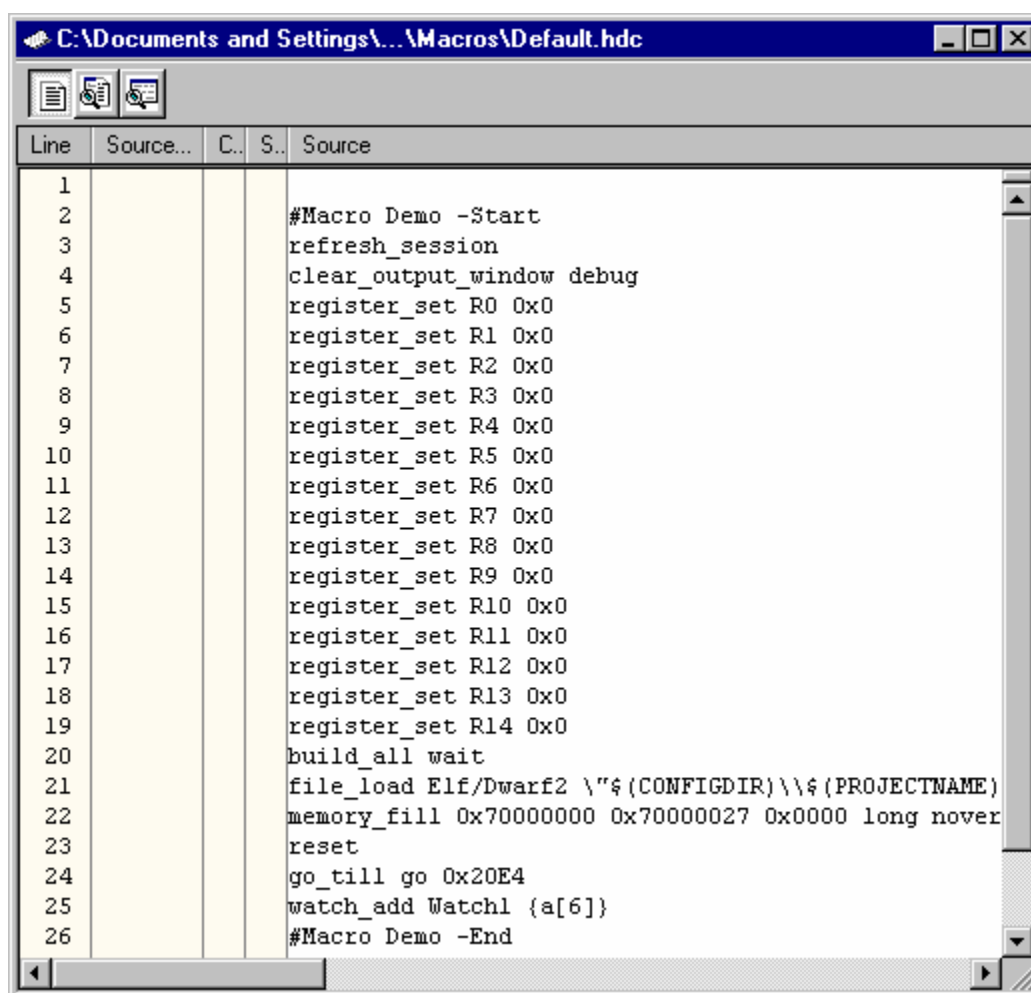 C:\Documents and Settings\...\Macros\Default.hdc
Line Source... C.. S.. Source
1
2 #Macro Demo -Start
3 refresh_session
4 clear_output_window debug
5 register_set R0 0x0
6 register_set R1 0x0
7 register_set R2 0x0
8 register_set R3 0x0
9 register_set R4 0x0
10 register_set R5 0x0
11 register_set R6 0x0
12 register_set R7 0x0
13 register_set R8 0x0
14 register_set R9 0x0
15 register_set R10 0x0
16 register_set R11 0x0
17 register_set R12 0x0
18 register_set R13 0x0
19 register_set R14 0x0
20 build_all wait
21 file_load Elf/Dwarf2 \"$(CONFIGDIR)\\$(PROJECTNAME)
22 memory_fill 0x70000000 0x70000027 0x0000 long nover
23 reset
24 go_till go 0x20E4
25 watch_add Watch1 {a[6]}
26 #Macro Demo -End